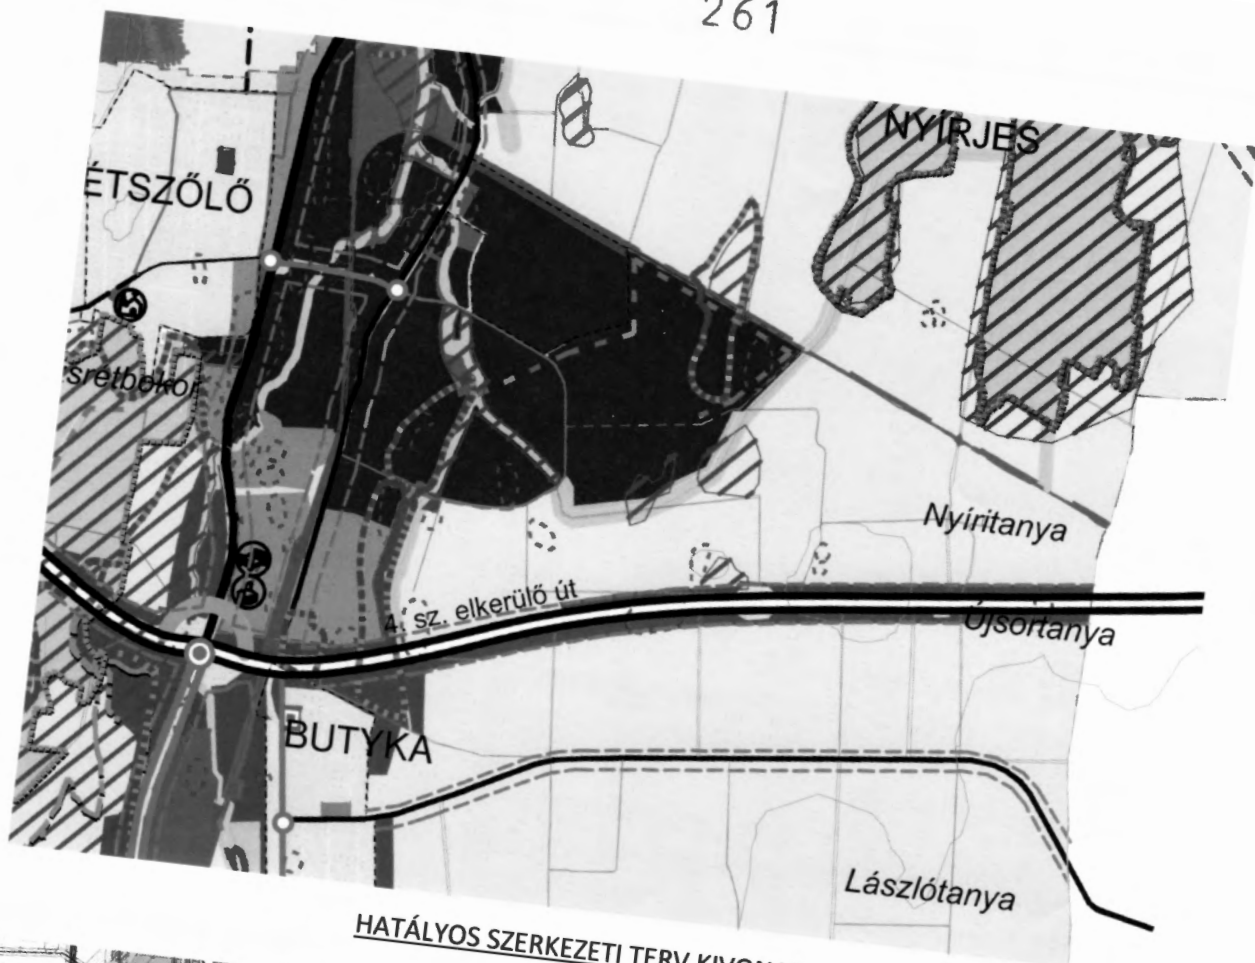 261
NYÍRJES
ÉTSZŐLŐ
sretbokor
Nyíritanya
4. sz. elkerülő út
Újsortanya
BUTYKA
Lászlótanya
HATÁLYOS SZERKEZETI TERV